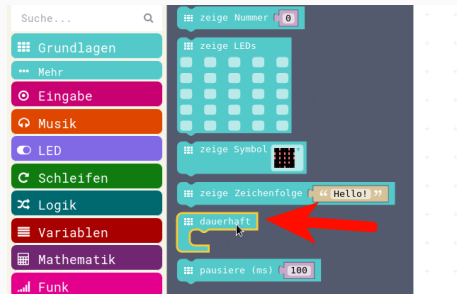 Suche...
Grundlagen
Mehr
Eingabe
Musik
LED
Schleifen
Logik
Variablen
Mathematik
Funk
zeige Nummer 0
zeige LEDs
zeige Symbol
zeige Zeichenfolge “ Hello! ”
dauerhaft
pausiere (ms) 100